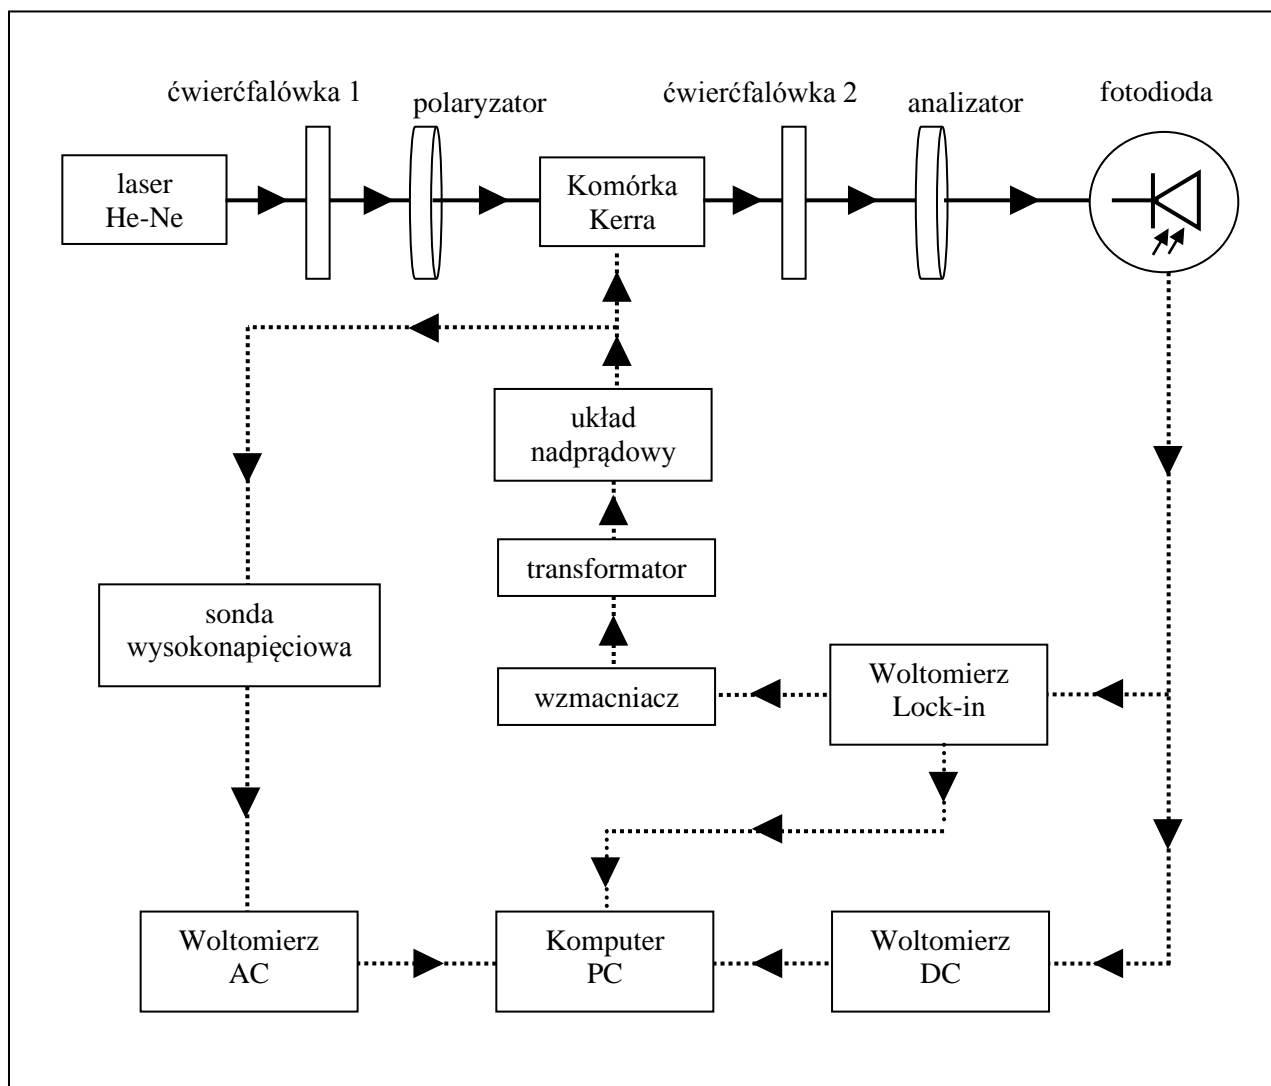 ćwierćfalówka 1
polaryzator
ćwierćfalówka 2
analizator
fotodioda
laser
He-Ne
Komórka
Kerra
układ
nadprądowy
transformator
sonda
wysokonapięciowa
wzmacniacz
Woltomierz
Lock-in
Woltomierz
AC
Komputer
PC
Woltomierz
DC